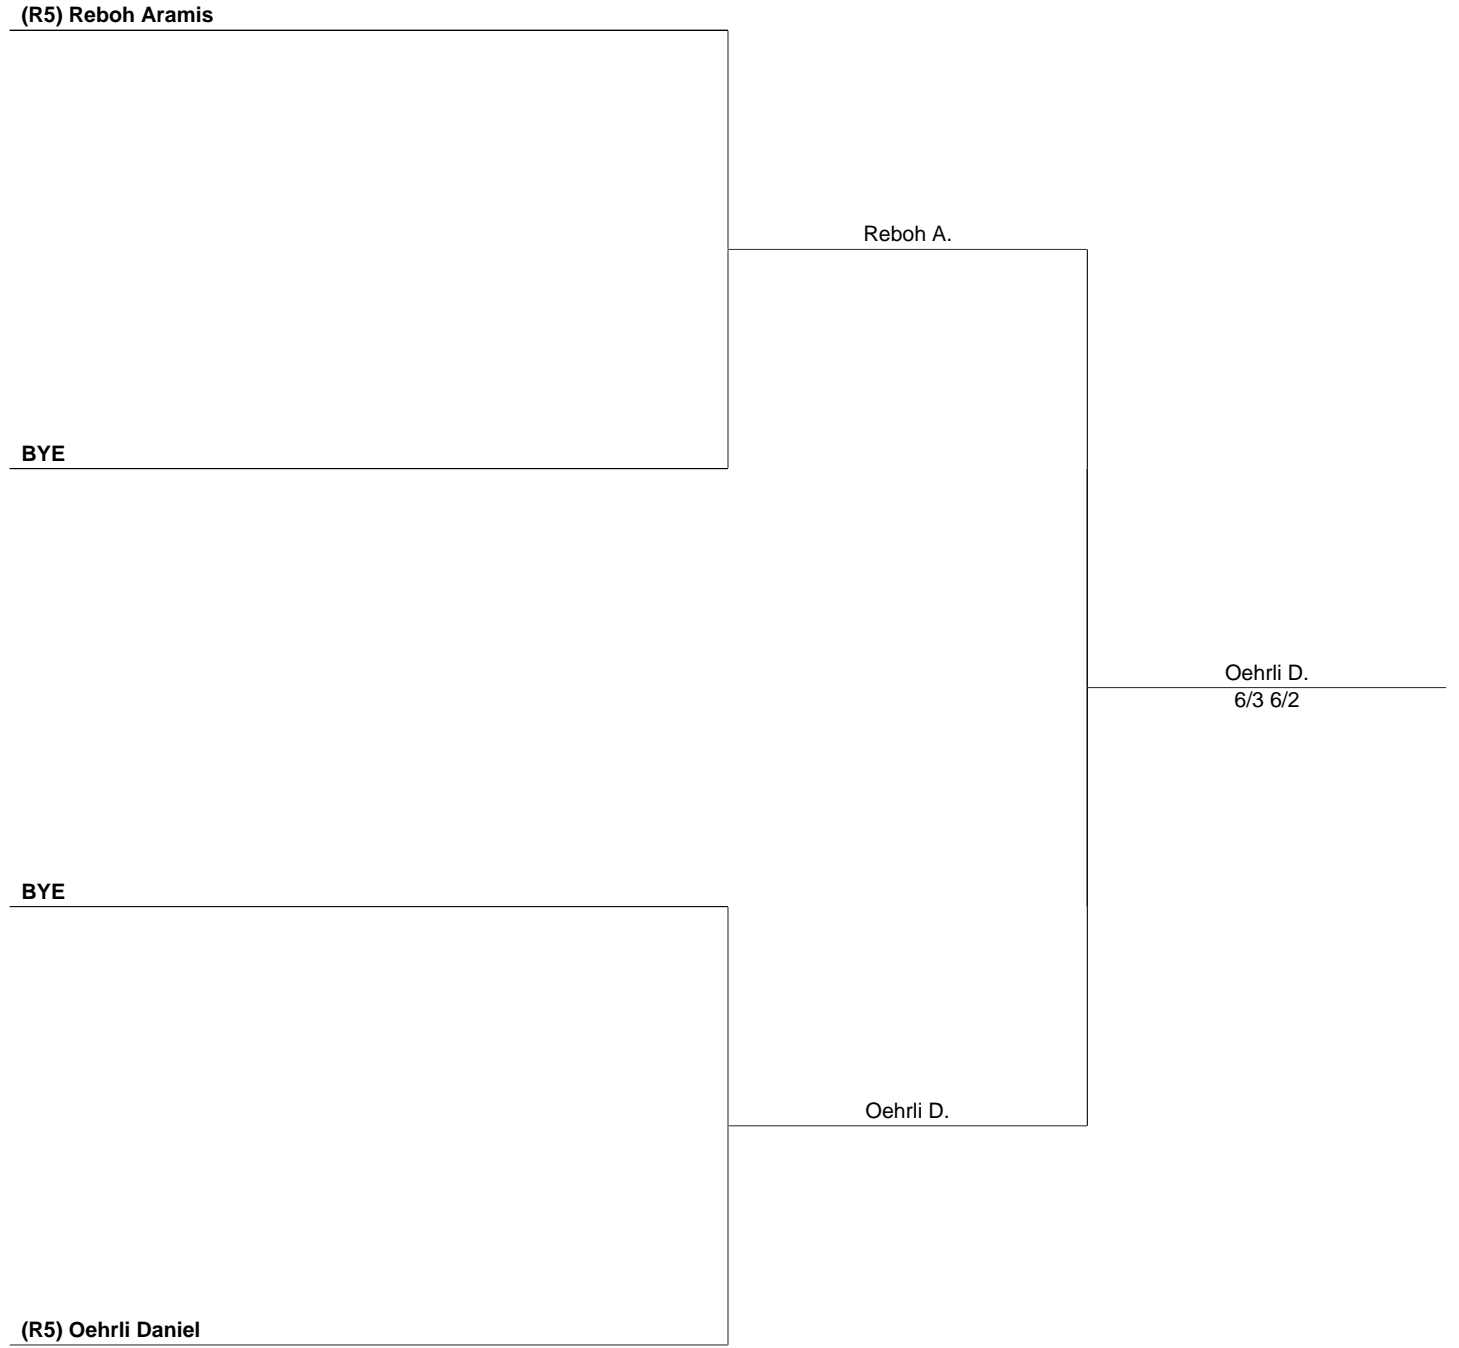 (R5) Reboh Aramis
Reboh A.
BYE
Oehrli D.
6/3 6/2
BYE
Oehrli D.
(R5) Oehrli Daniel